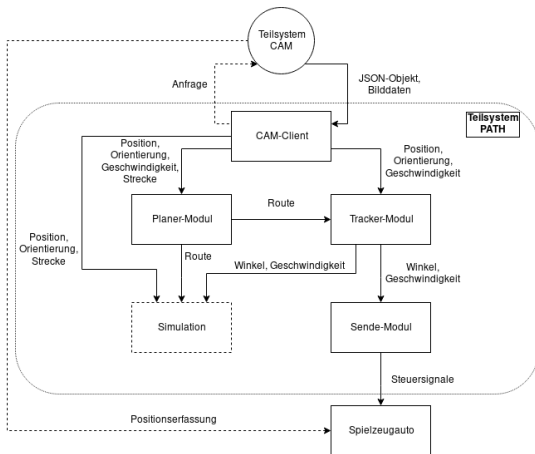 Teilsystem
CAM
Anfrage
JSON-Objekt,
Bilddaten
Teilsystem
PATH
CAM-Client
Position,
Orientierung,
Geschwindigkeit,
Strecke
Position,
Orientierung,
Geschwindigkeit
Planer-Modul
Route
Tracker-Modul
Position,
Orientierung,
Strecke
Route
Winkel, Geschwindigkeit
Winkel,
Geschwindigkeit
Simulation
Sende-Modul
Steuersignale
Positionserfassung
Spielzeugauto